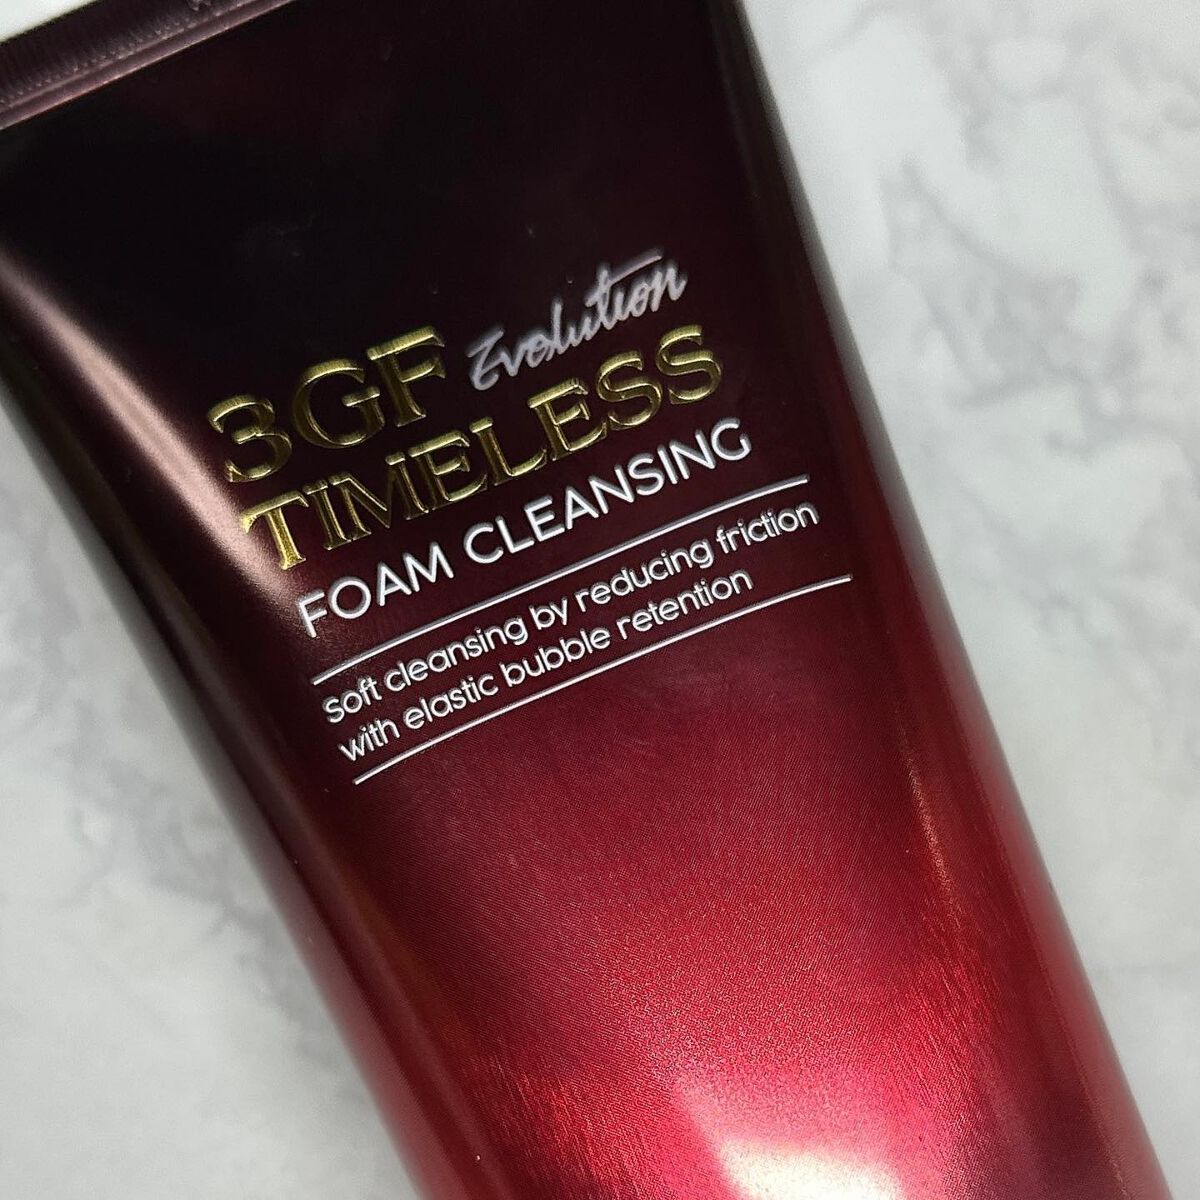 3GF Evolution
TIMELESS
FOAM CLEANSING
Soft cleansing by reducing friction
with elastic bubble retention